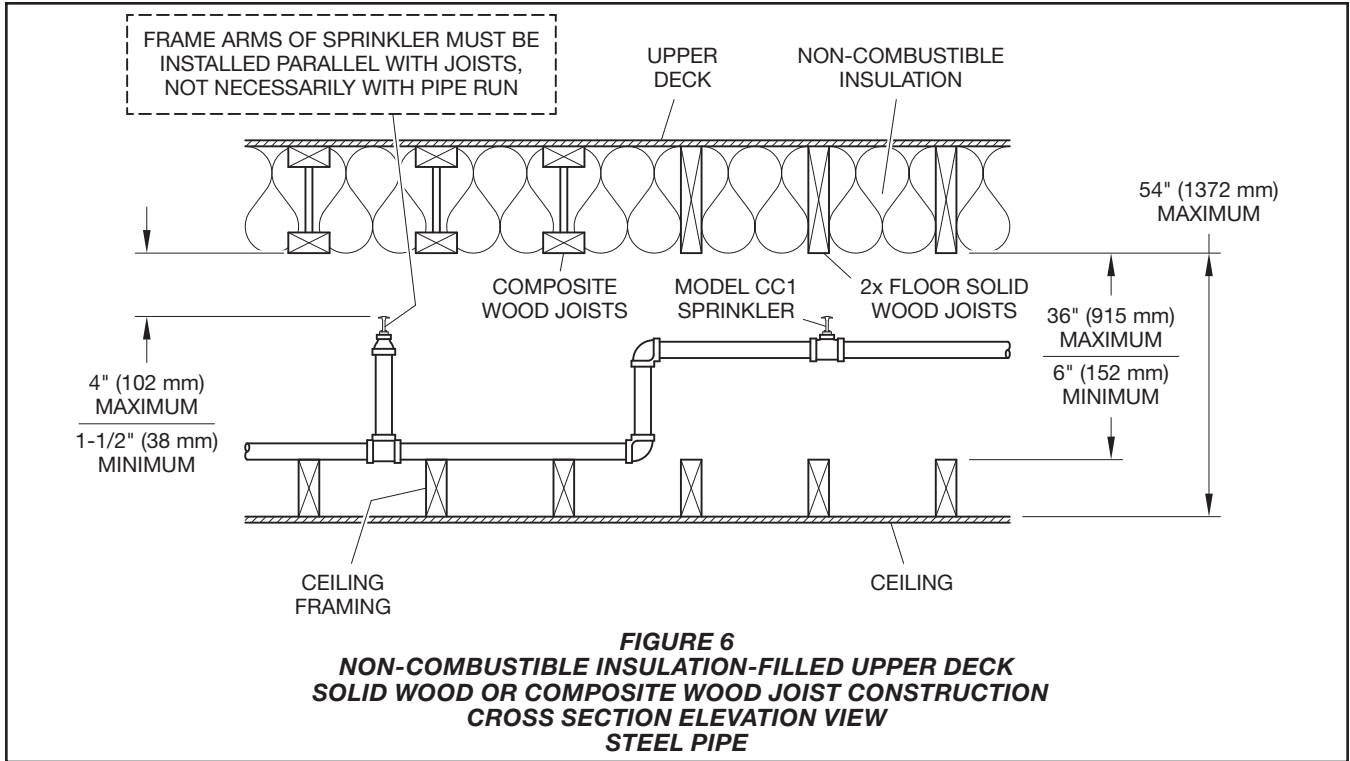 FRAME ARMS OF SPRINKLER MUST BE
INSTALLED PARALLEL WITH JOISTS,
NOT NECESSARILY WITH PIPE RUN
UPPER
DECK
NON-COMBUSTIBLE
INSULATION
54" (1372 mm)
MAXIMUM
COMPOSITE
WOOD JOISTS
MODEL CC1
SPRINKLER
2x FLOOR SOLID
WOOD JOISTS
36" (915 mm)
MAXIMUM
6" (152 mm)
MINIMUM
4" (102 mm)
MAXIMUM
1-1/2" (38 mm)
MINIMUM
CEILING
FRAMING
CEILING
FIGURE 6
NON-COMBUSTIBLE INSULATION-FILLED UPPER DECK
SOLID WOOD OR COMPOSITE WOOD JOIST CONSTRUCTION
CROSS SECTION ELEVATION VIEW
STEEL PIPE